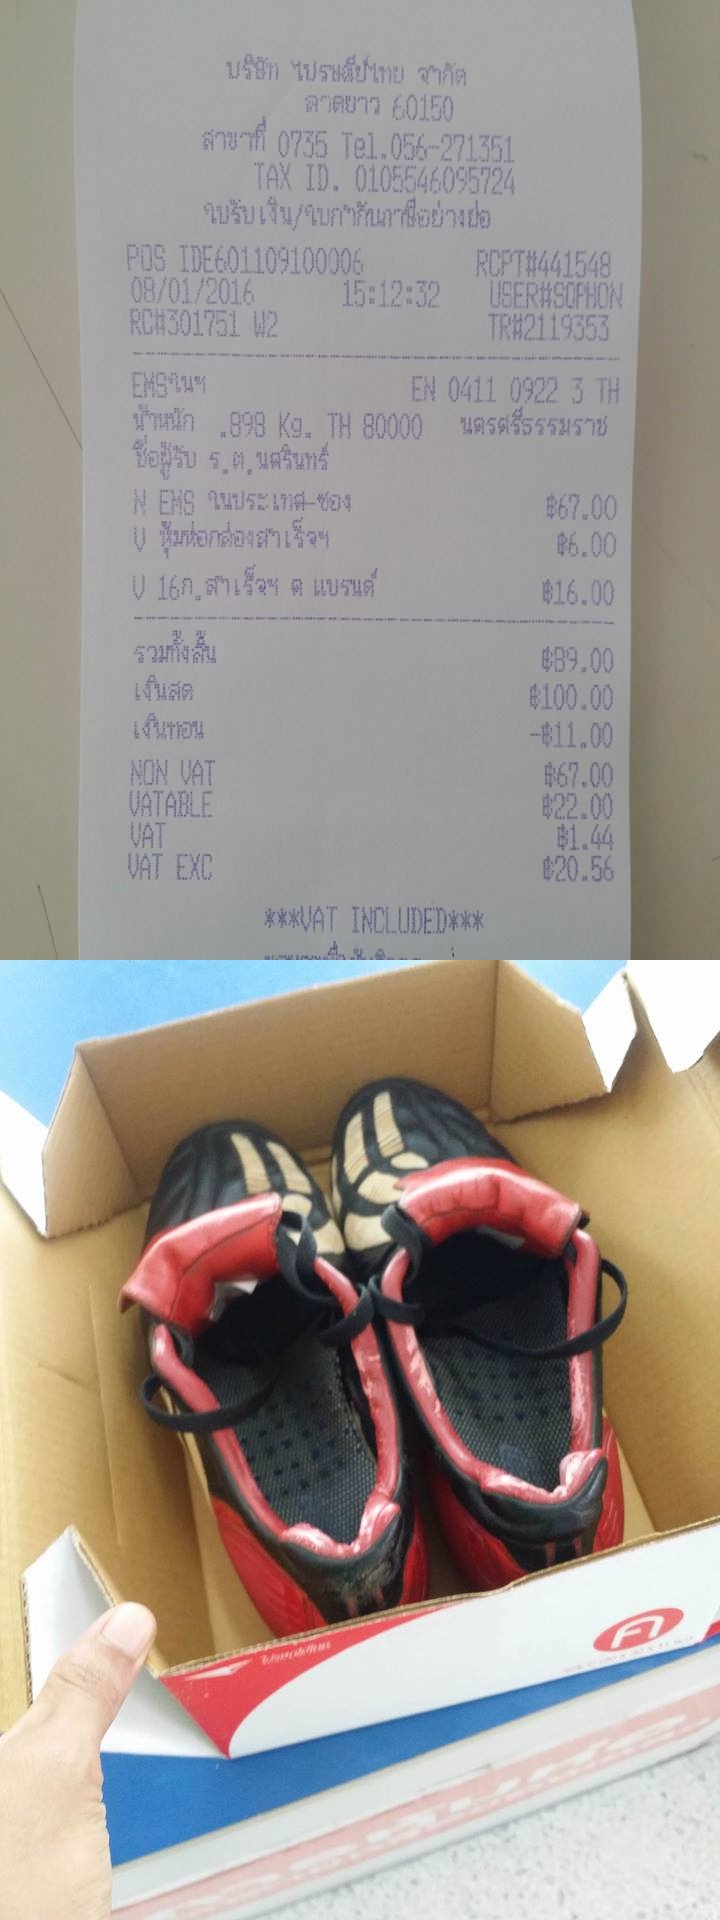 บริษัท ไปรษณีย์ไทย จำกัด
ลาดยาว 60150
สาขาที่ 0735 Tel.056-271351
TAX ID. 0105546095724
ใบรับเงิน/ใบกำกับภาษีอย่างย่อ
POS IDE601109100006 RCPT#441548
08/01/2016 15:12:32 USER#SOPHON
RC#301751 W2 TR#2119353
EMSในฯ EN 0411 0922 3 TH
น้ำหนัก .898 Kg. TH 80000 นครศรีธรรมราช
ชื่อผู้รับ ร.ต.นครินทร์
N EMS ในประเทศ-ซอง ฿67.00
V หุ้มห่อกล่องสำเร็จฯ ฿6.00
V 16ก.สำเร็จฯ ค แบรนด์ ฿16.00
รวมทั้งสิ้น ฿89.00
เงินสด ฿100.00
เงินทอน -฿11.00
NON VAT ฿67.00
VATABLE ฿22.00
VAT ฿1.44
VAT EXC ฿20.56
***VAT INCLUDED***
ไปรษณีย์ไทย